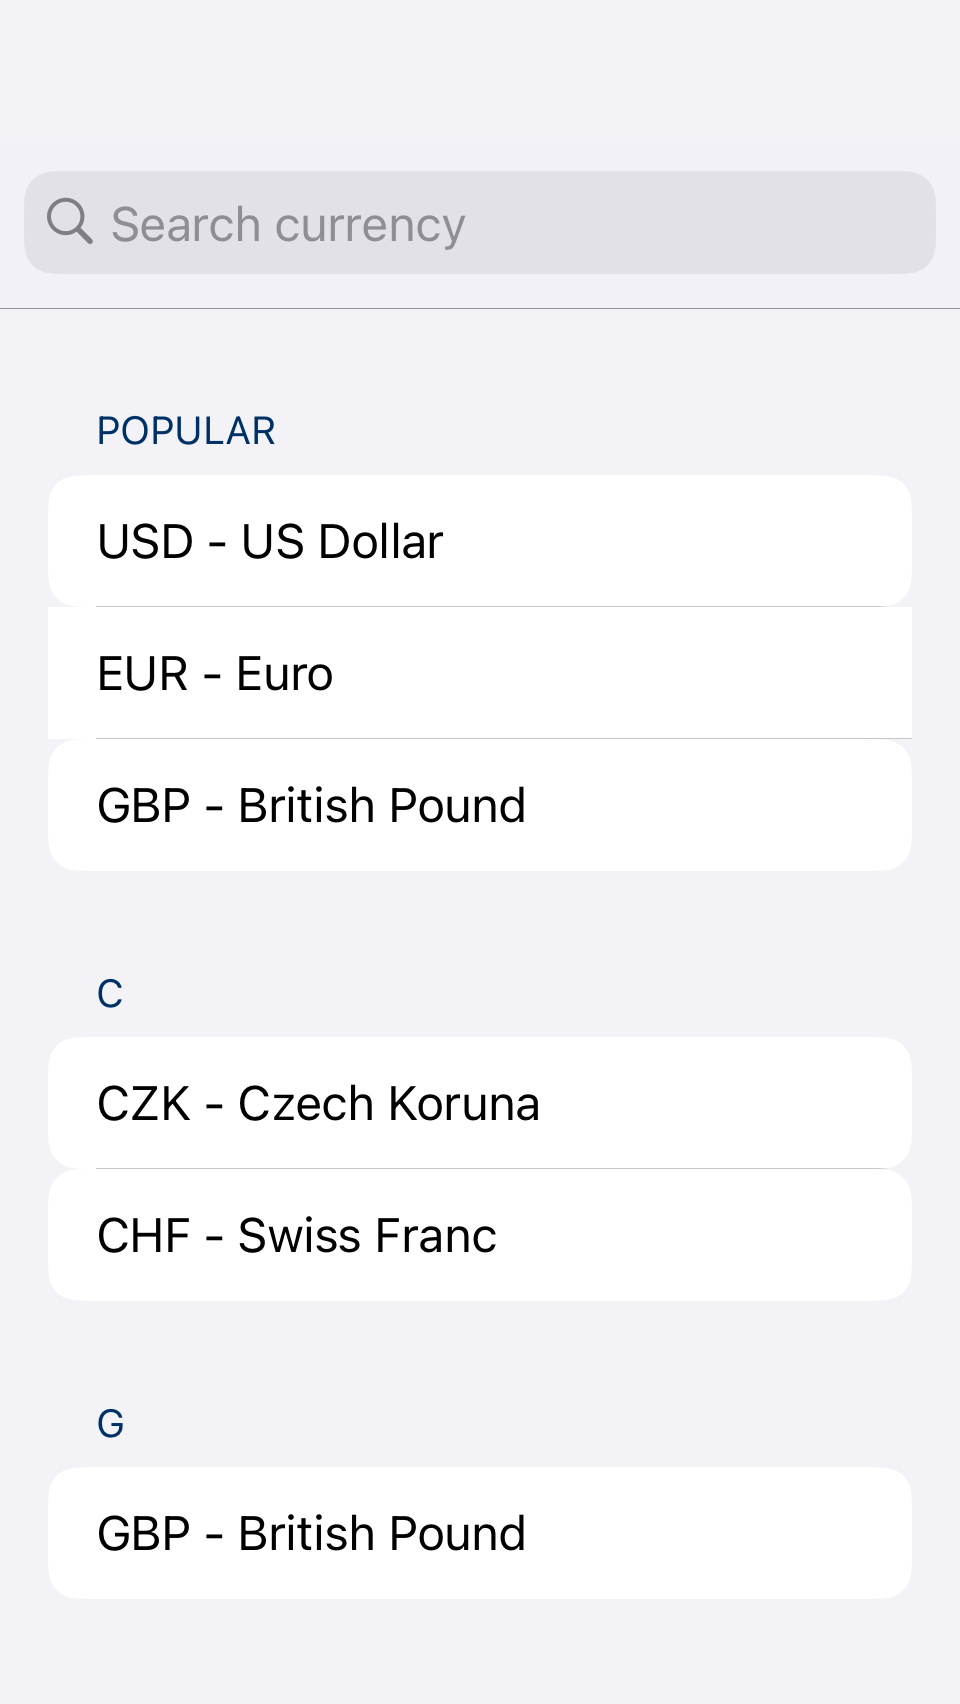 Search currency
POPULAR
USD - US Dollar
EUR - Euro
GBP - British Pound
C
CZK - Czech Koruna
CHF - Swiss Franc
G
GBP - British Pound